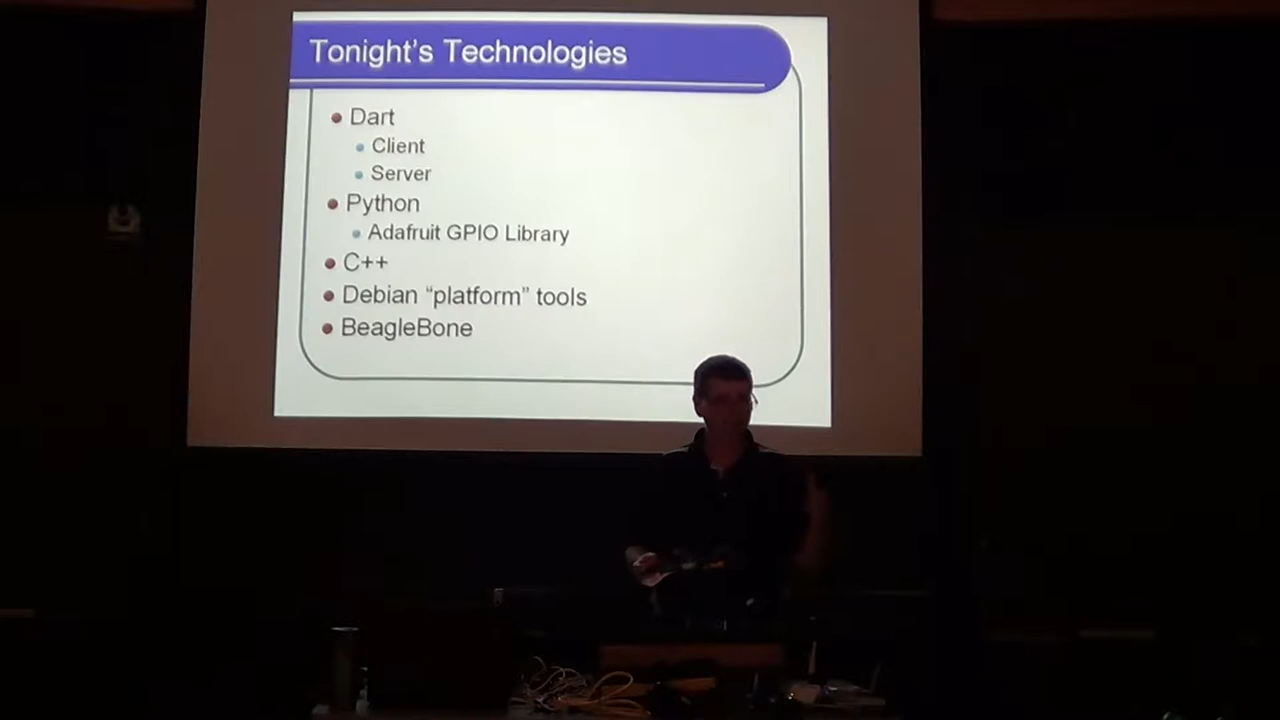 Tonight's Technologies
Dart
Client
Server
Python
Adafruit GPIO Library
C++
Debian “platform” tools
BeagleBone